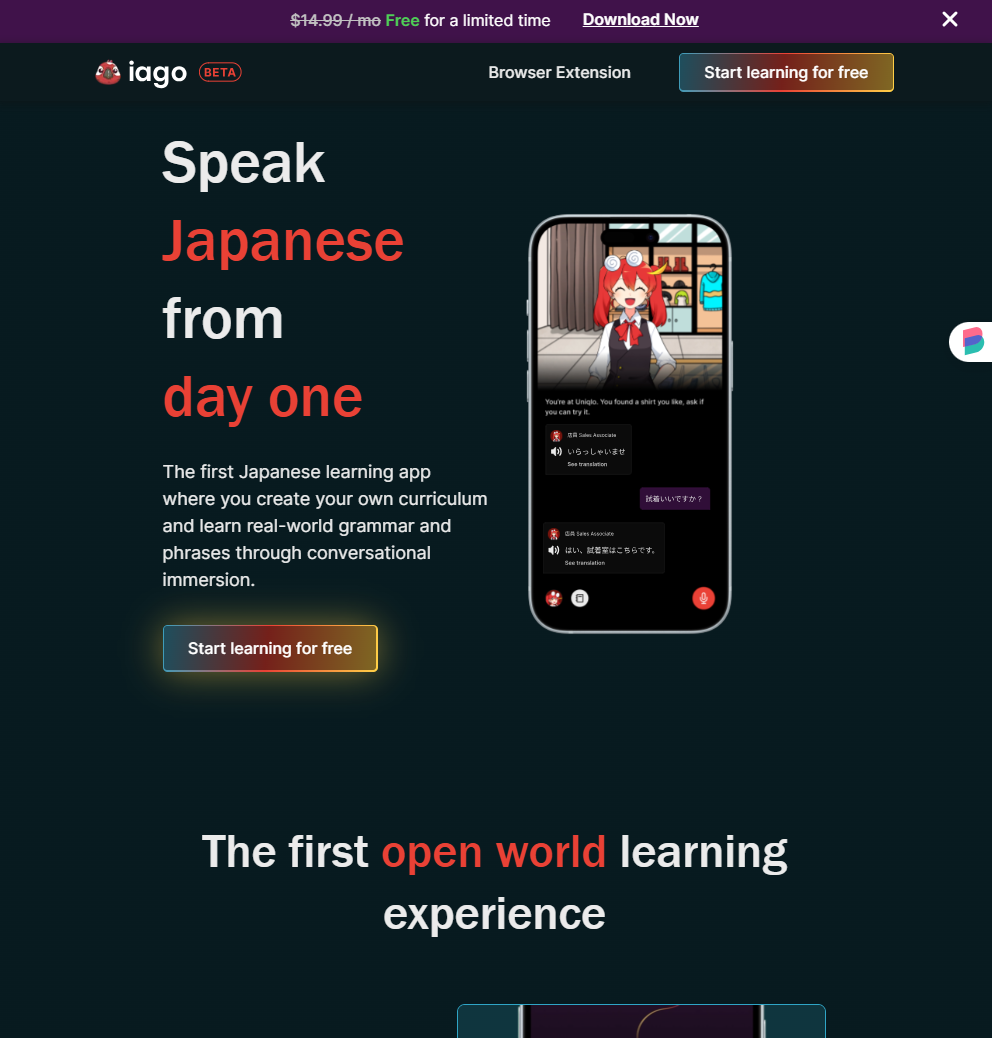 $14.99 / mo Free for a limited time Download Now
iago BETA Browser Extension Start learning for free
Speak
Japanese
from
day one
The first Japanese learning app
where you create your own curriculum
and learn real-world grammar and
phrases through conversational
immersion.
Start learning for free
You're at Uniqlo. You found a shirt you like, ask if
you can try it.
店員 Sales Associate
いらっしゃいませ
See translation
試着いいですか？
店員 Sales Associate
はい、試着室はこちらです。
See translation
The first open world learning
experience